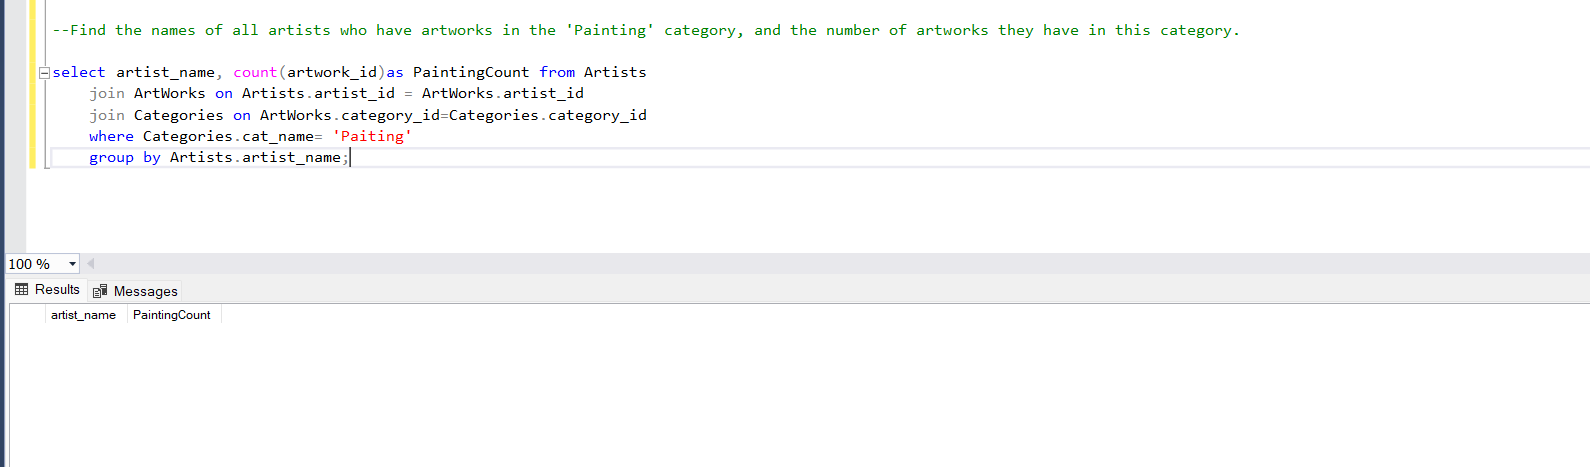 --Find the names of all artists who have artworks in the 'Painting' category, and the number of artworks they have in this category.
select artist_name, count(artwork_id)as PaintingCount from Artists
join ArtWorks on Artists.artist_id = ArtWorks.artist_id
join Categories on ArtWorks.category_id=Categories.category_id
where Categories.cat_name= 'Paiting'
group by Artists.artist_name;
100 %
Results Messages
artist_name PaintingCount